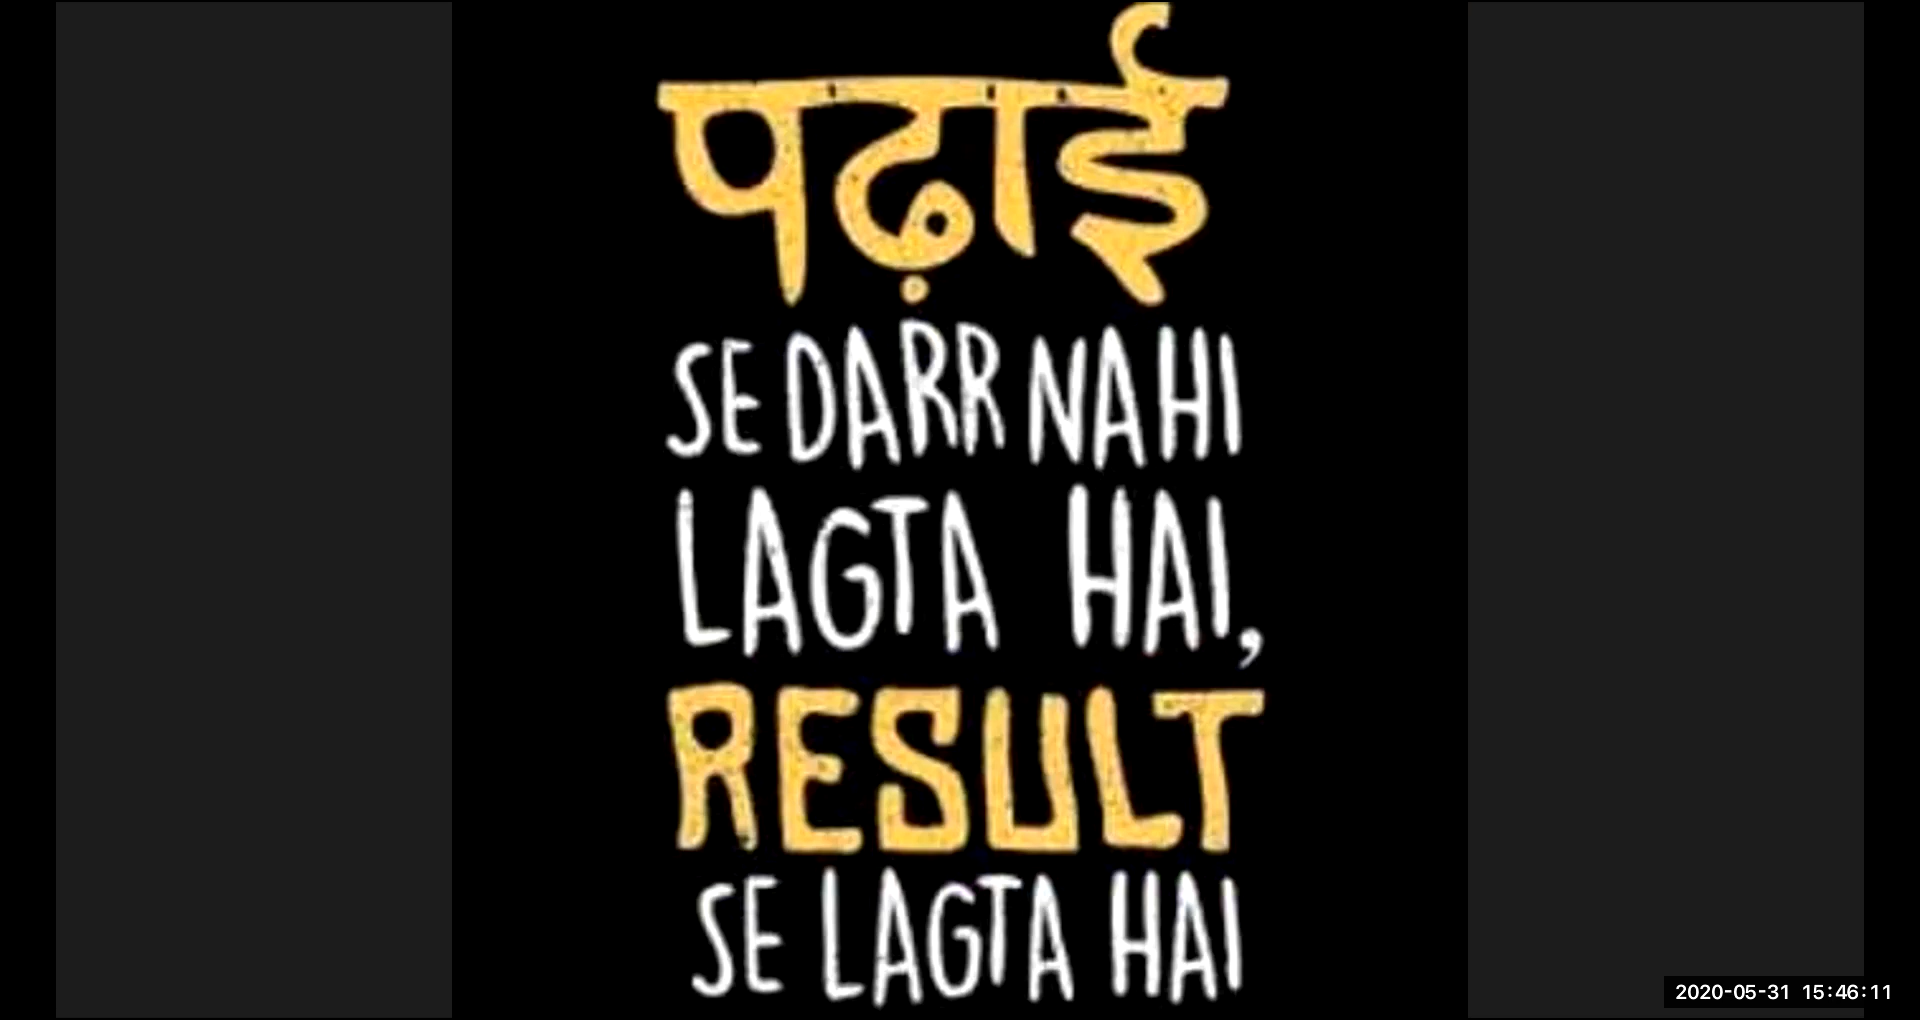 पढ़ाई
SE DARR NAHI
LAGTA HAI,
RESULT
SE LAGTA HAI
2020-05-31 15:46:11